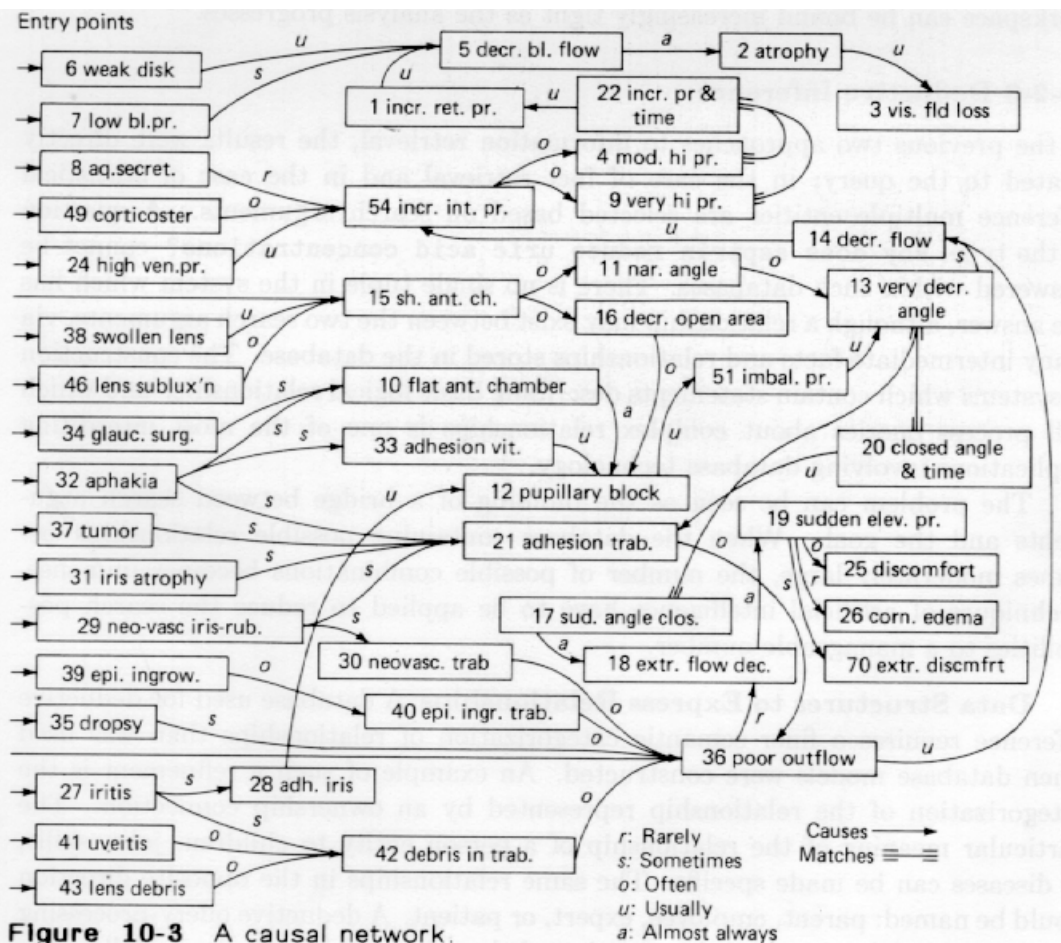 Entry points
u
5 decr. bl. flow
a
2 atrophy
u
6 weak disk
s
u
1 incr. ret. pr.
u
22 incr. pr &
time
3 vis. fld loss
7 low bl.pr.
8 aq.secret.
r
o
4 mod. hi pr.
49 corticoster
o
54 incr. int. pr.
o
9 very hi pr.
u
14 decr. flow
24 high ven.pr.
u
o
11 nar. angle
o
s
13 very decr.
angle
15 sh. ant. ch.
o
16 decr. open area
38 swollen lens
u
o
u
46 lens sublux'n
10 flat ant. chamber
o
51 imbal. pr.
34 glauc. surg.
s
s
33 adhesion vit.
a
u
u
u
20 closed angle
& time
32 aphakia
u
12 pupillary block
37 tumor
s
21 adhesion trab.
o
19 sudden elev. pr.
o
25 discomfort
31 iris atrophy
s
s
29 neo-vasc iris-rub.
s
17 sud. angle clos.
a
o
26 corn. edema
30 neovasc. trab
a
18 extr. flow dec.
70 extr. discmfrt
39 epi. ingrow.
o
40 epi. ingr. trab.
o
r
35 dropsy
s
o
36 poor outflow
u
27 iritis
s
28 adh. iris
s
o
41 uveitis
o
42 debris in trab.
43 lens debris
o
r: Rarely
s: Sometimes
o: Often
u: Usually
a: Almost always
Causes
Matches
Figure 10-3 A causal network.